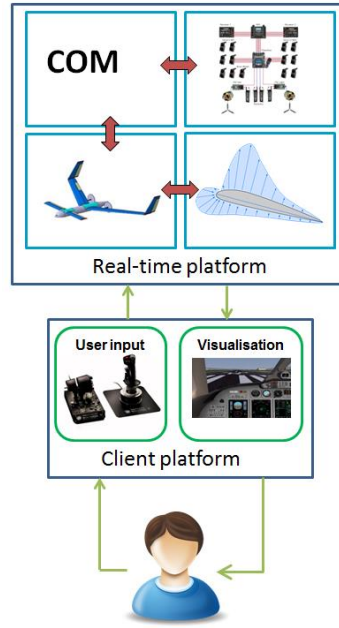 COM
Real-time platform
User input
Visualisation
Client platform